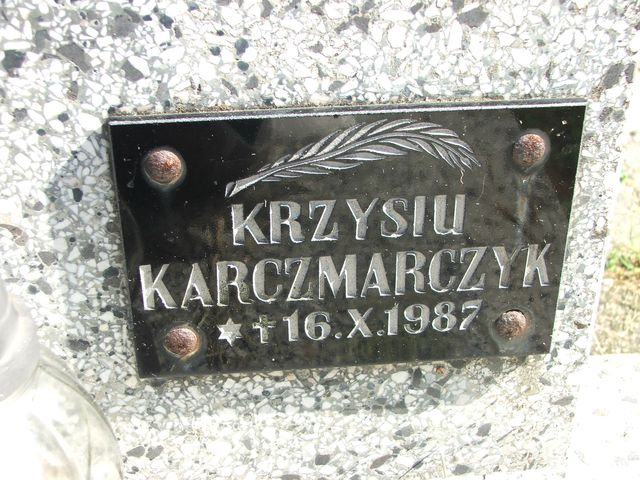 KRZYSIU
KARCZMARCZYK
✶ † 16.X.1987